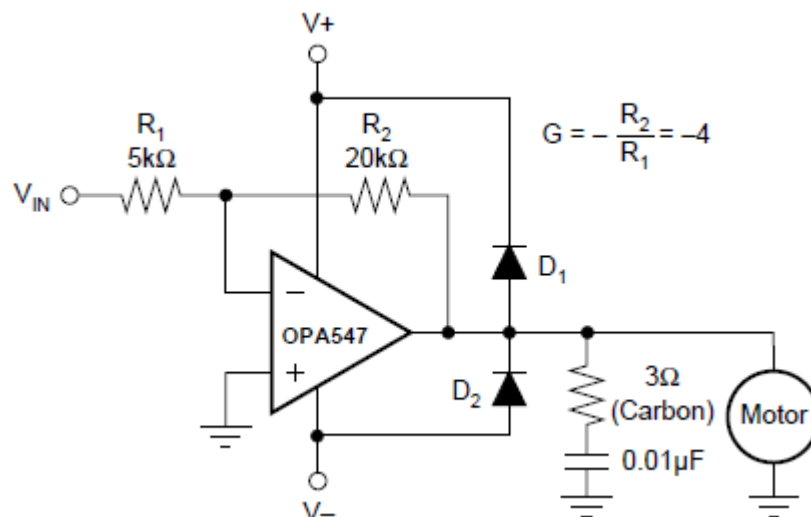 V+
R1
5kΩ
R2
20kΩ
G = – R2/R1 = –4
VIN
–
OPA547
+
D1
D2
3Ω
(Carbon)
Motor
0.01µF
V–